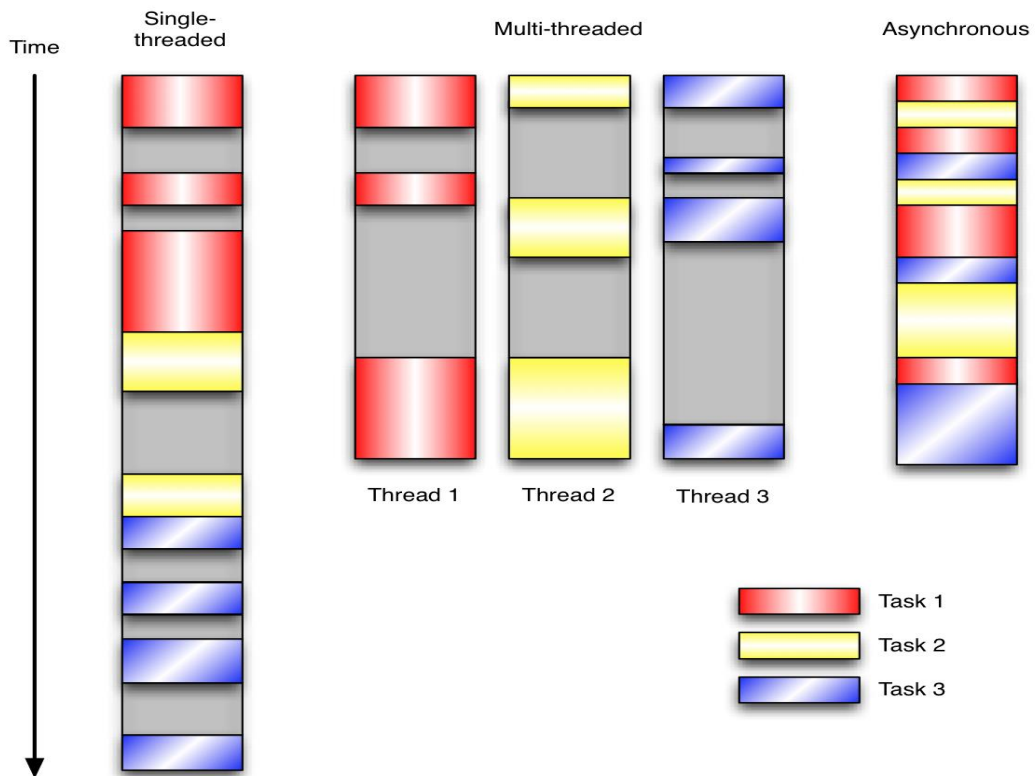 Single-
threaded
Multi-threaded
Asynchronous
Time
Thread 1
Thread 2
Thread 3
Task 1
Task 2
Task 3